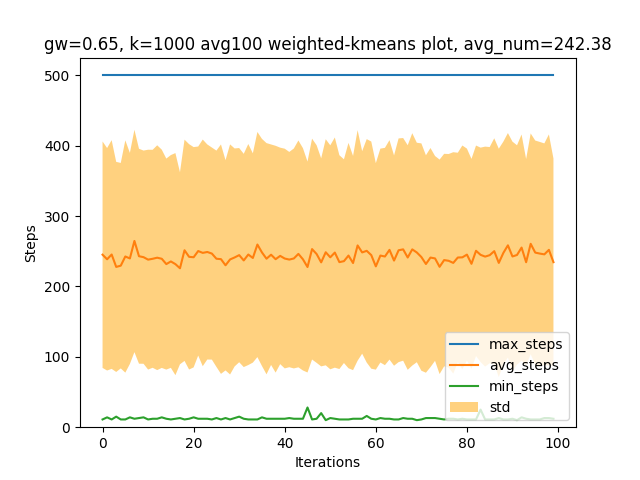 gw=0.65, k=1000 avg100 weighted-kmeans plot, avg_num=242.38
500
400
300
200
100
0
Steps
max_steps
avg_steps
min_steps
std
0 20 40 60 80 100
Iterations